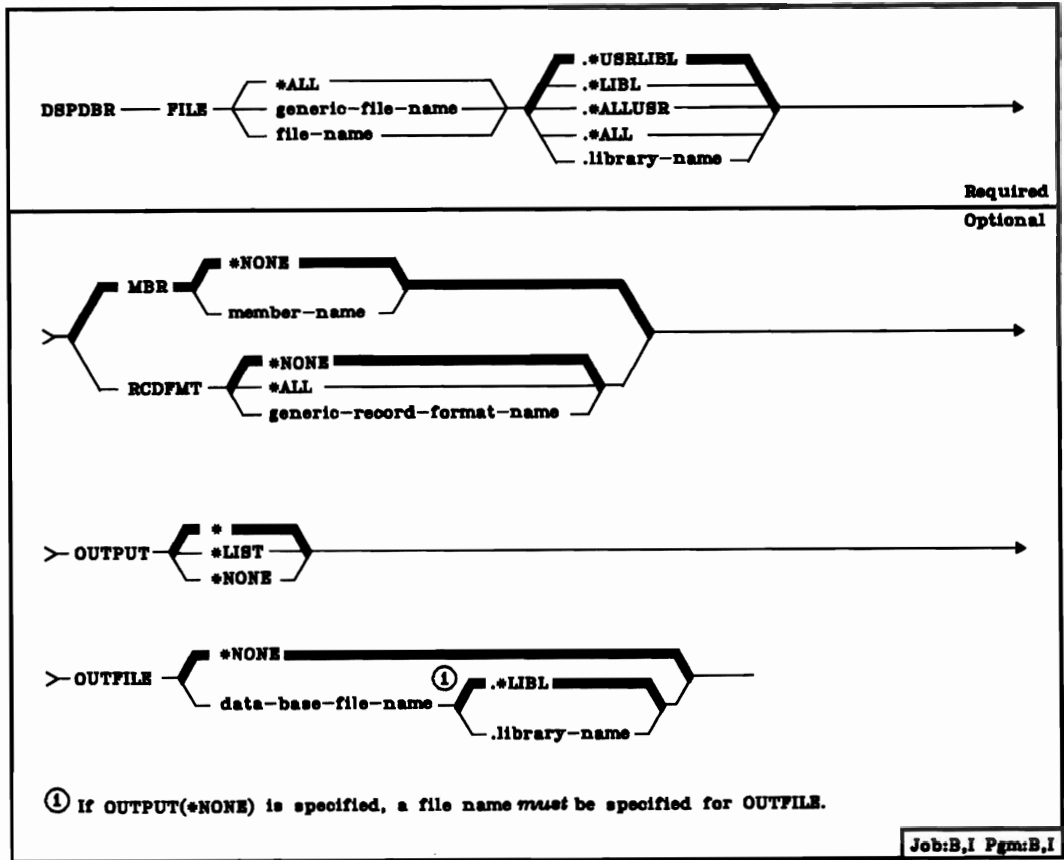 .*USRLIBL
*ALL .*LIBL
DSPDBR FILE generic-file-name .*ALLUSR
file-name .*ALL
.library-name
Required
Optional
MBR *NONE
member-name
RCDFMT *NONE
*ALL
generic-record-format-name
*
OUTPUT *LIST
*NONE
*NONE
OUTFILE ① .*LIBL
data-base-file-name
.library-name
① If OUTPUT(*NONE) is specified, a file name must be specified for OUTFILE.
Job:B,I Pgm:B,I